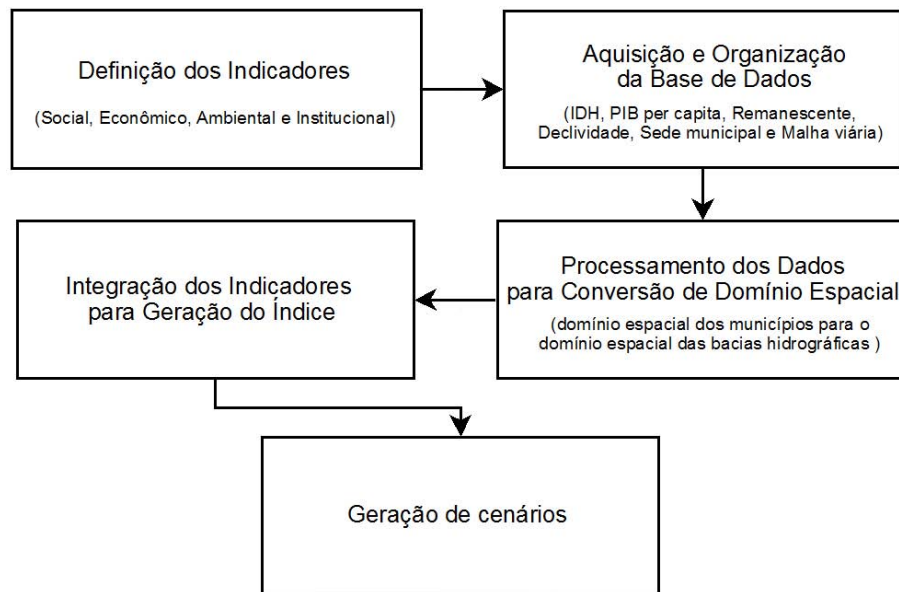 Definição dos Indicadores
(Social, Econômico, Ambiental e Institucional)
Aquisição e Organização
da Base de Dados
(IDH, PIB per capita, Remanescente,
Declividade, Sede municipal e Malha viária)
Processamento dos Dados
para Conversão de Domínio Espacial
(domínio espacial dos municípios para o
domínio espacial das bacias hidrográficas )
Integração dos Indicadores
para Geração do Índice
Geração de cenários